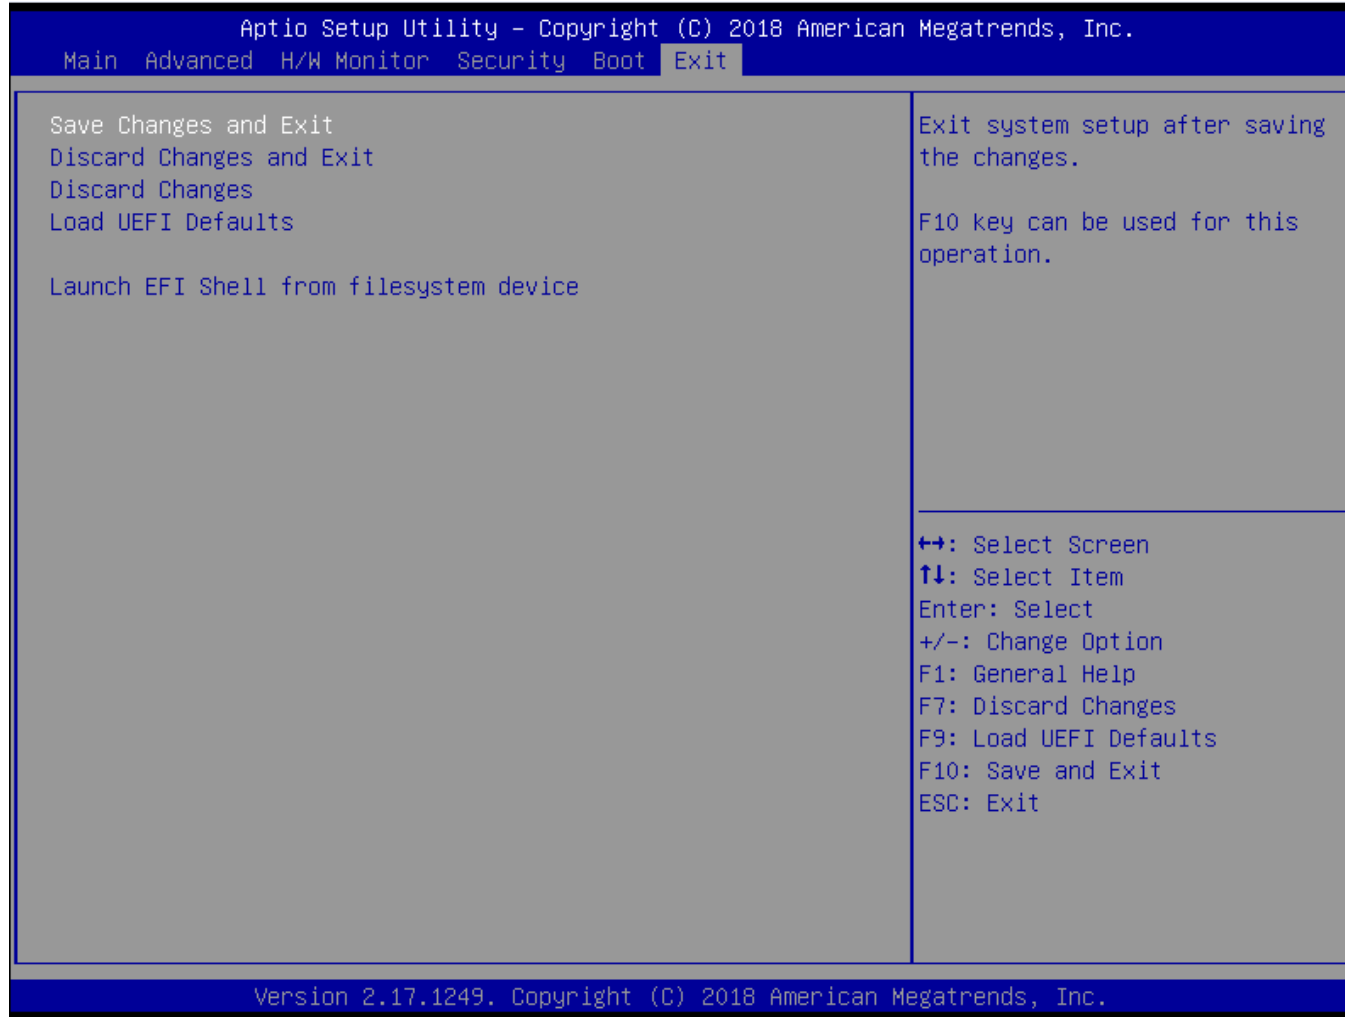 Aptio Setup Utility – Copyright (C) 2018 American Megatrends, Inc.
Main Advanced H/W Monitor Security Boot Exit
Save Changes and Exit
Discard Changes and Exit
Discard Changes
Load UEFI Defaults
Launch EFI Shell from filesystem device
Exit system setup after saving
the changes.
F10 key can be used for this
operation.
↔: Select Screen
↑↓: Select Item
Enter: Select
+/-: Change Option
F1: General Help
F7: Discard Changes
F9: Load UEFI Defaults
F10: Save and Exit
ESC: Exit
Version 2.17.1249. Copyright (C) 2018 American Megatrends, Inc.